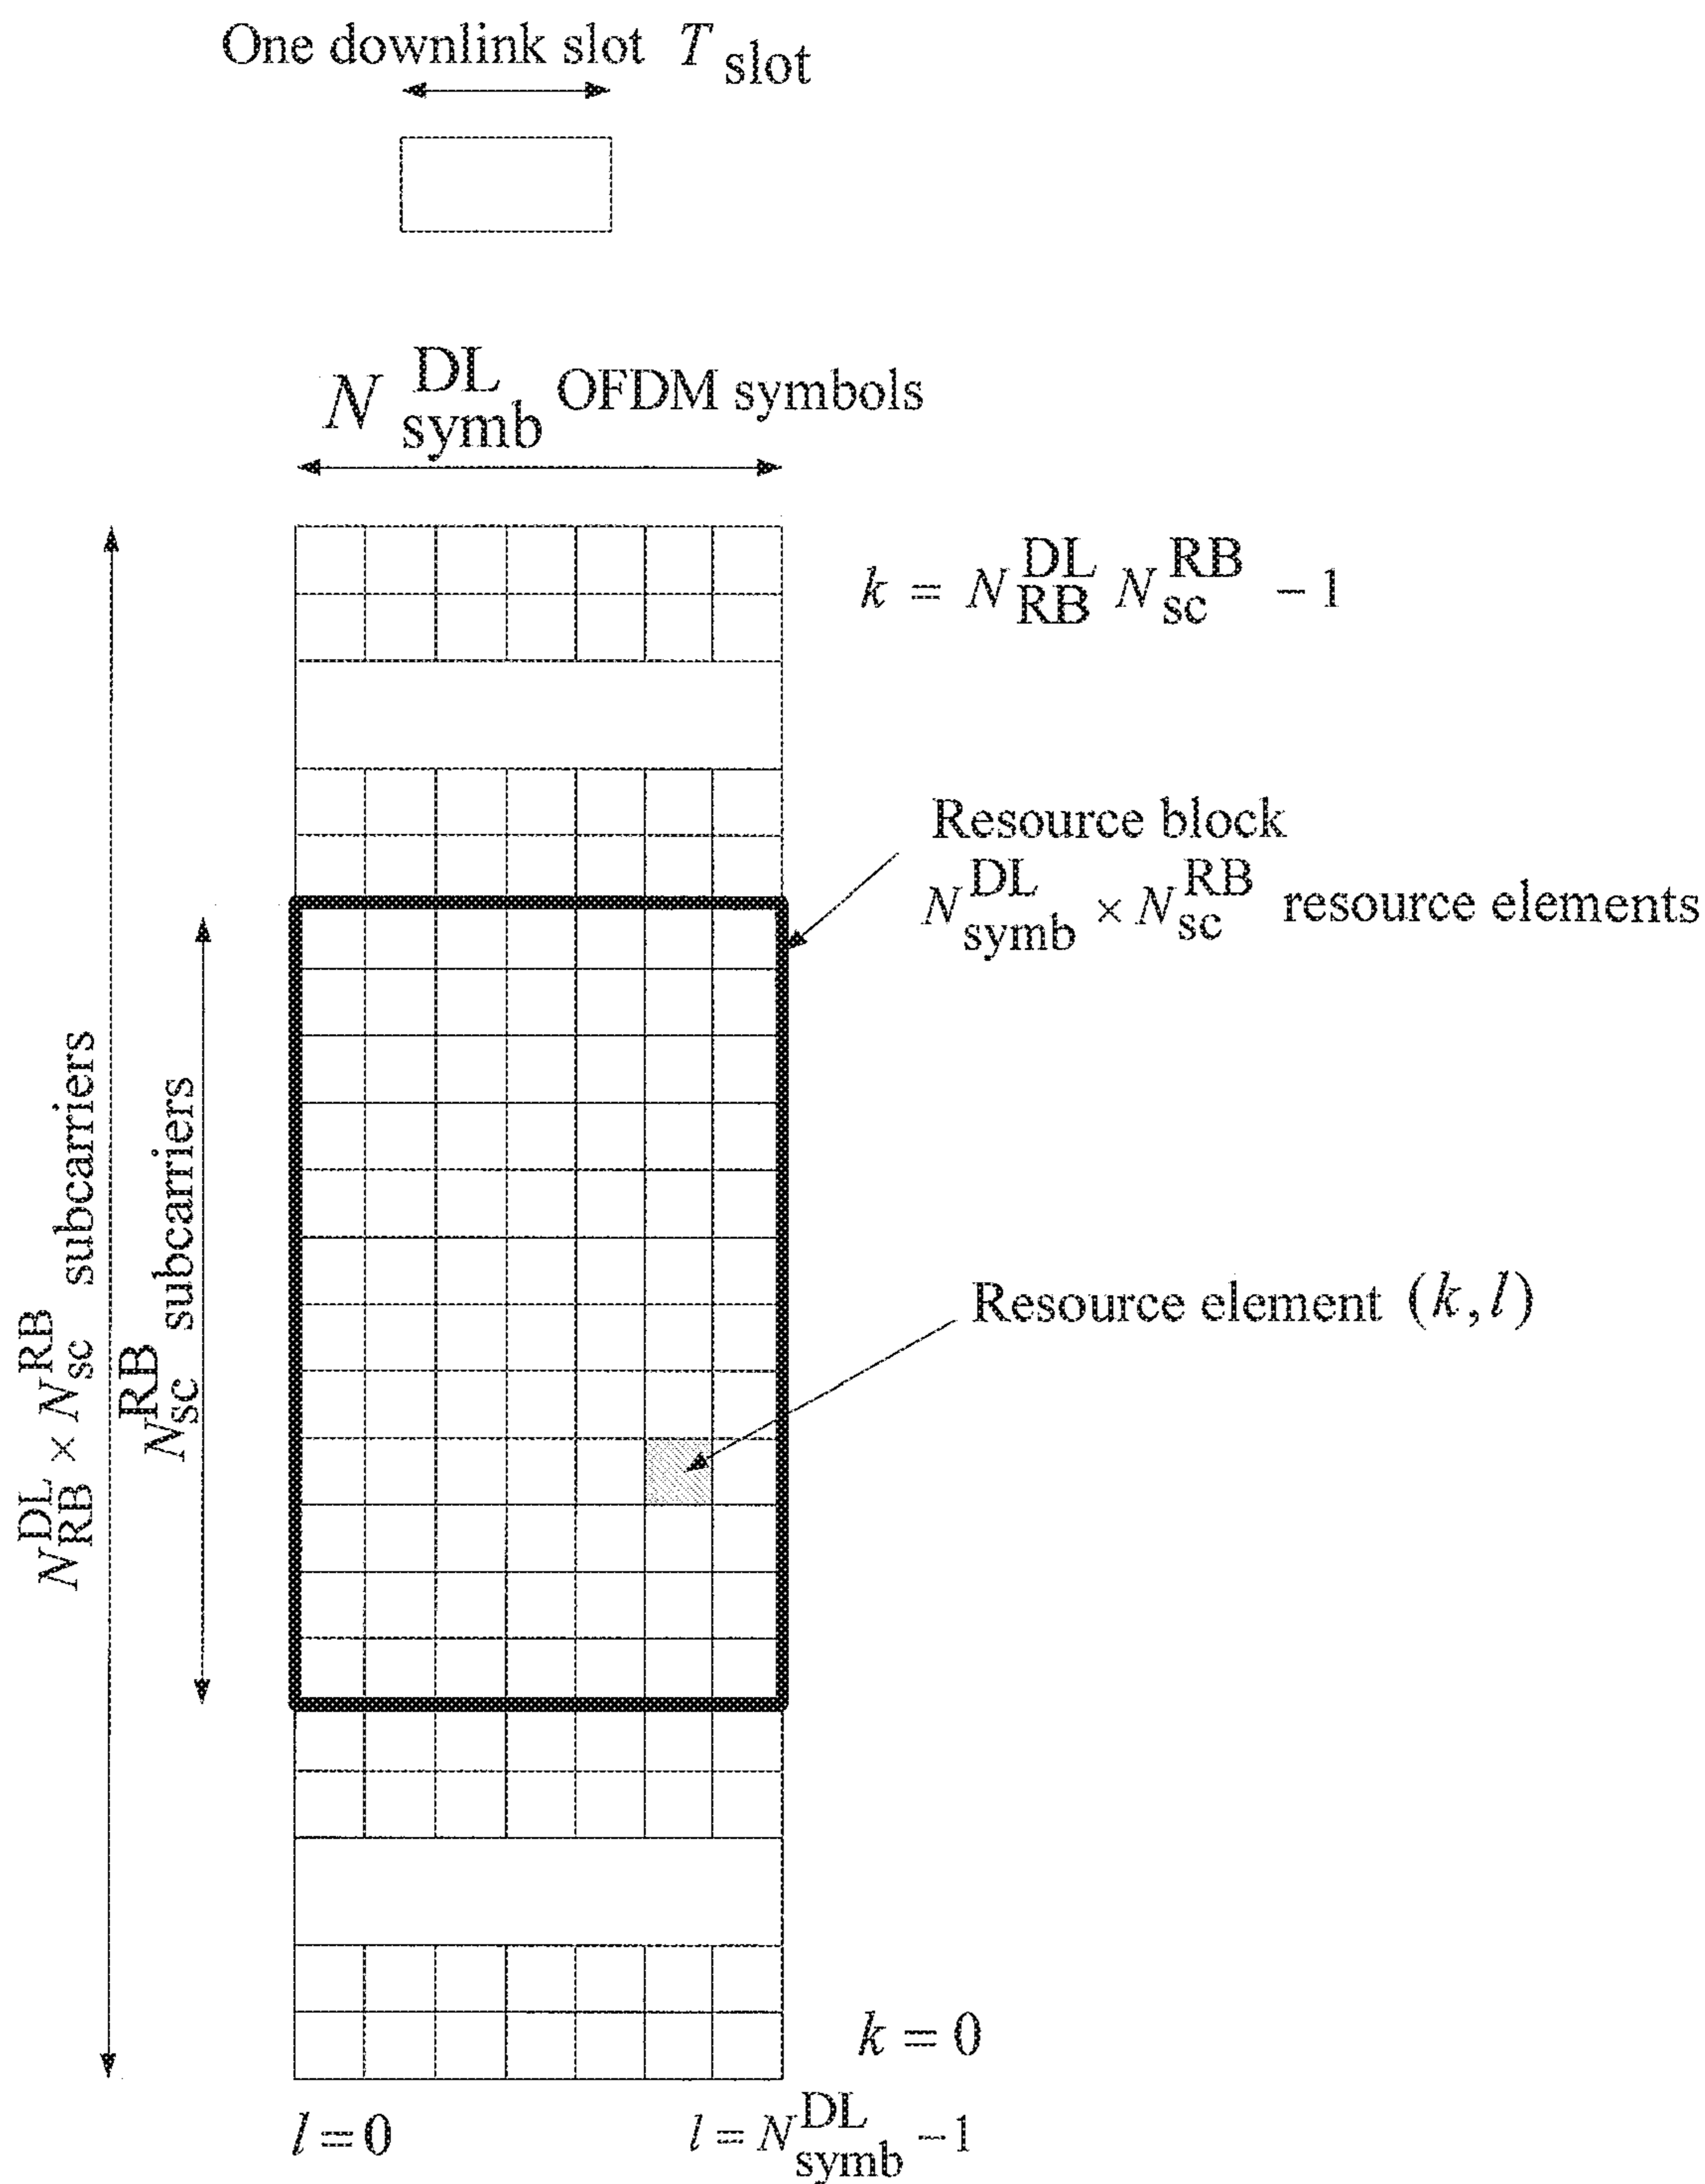 One downlink slot T slot
N DL symb OFDM symbols
k = N DL RB N RB sc − 1
Resource block
N DL symb × N RB sc resource elements
N DL RB × N RB sc subcarriers
N RB sc subcarriers
Resource element (k, l)
k = 0
l = 0
l = N DL symb − 1